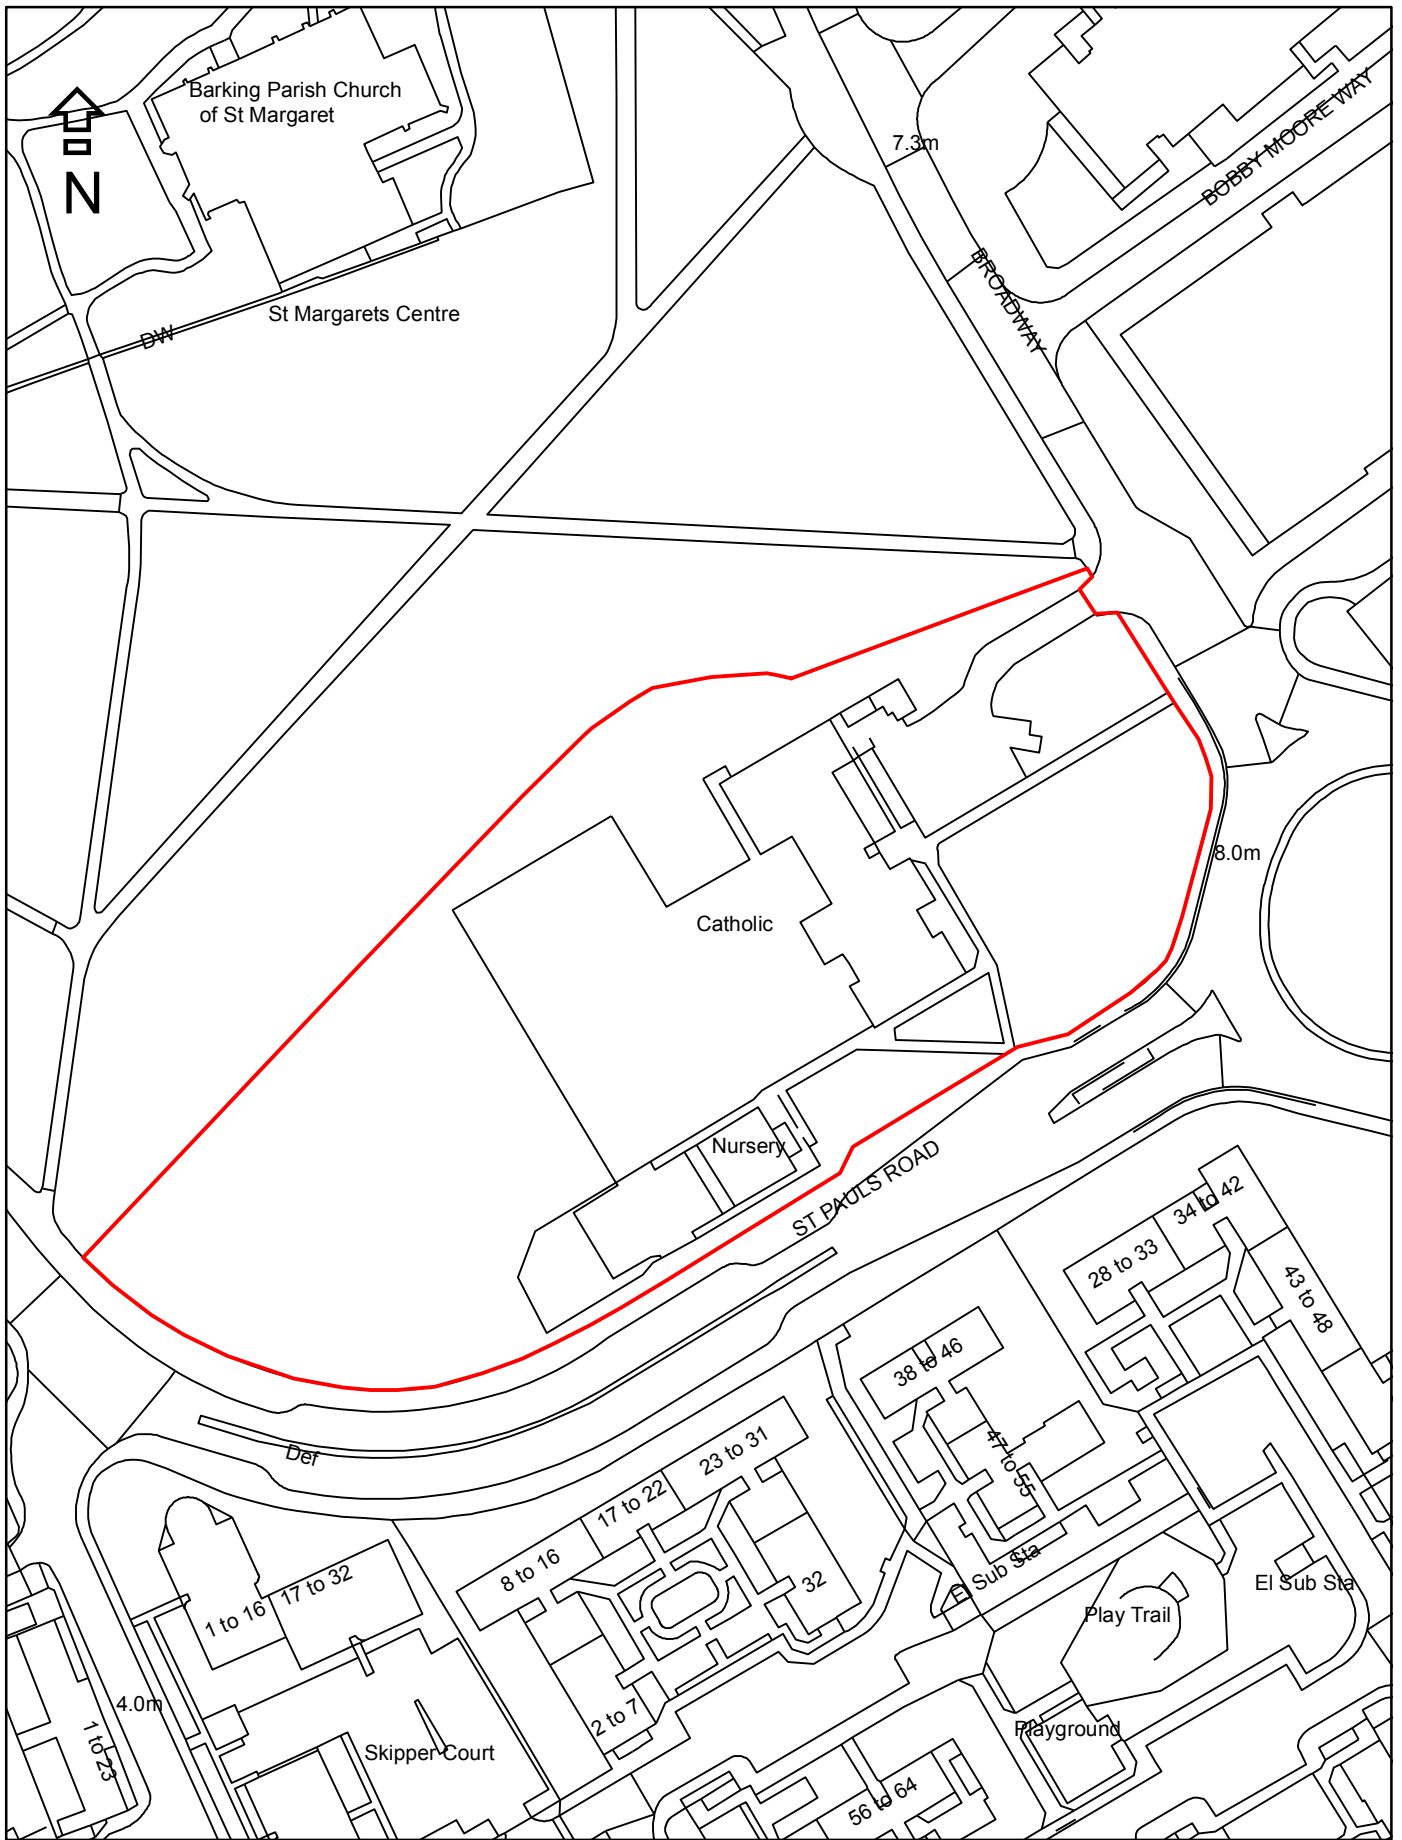 Barking Parish Church
of St Margaret
N
7.3m
BOBBY MOORE WAY
BROADWAY
St Margarets Centre
DW
8.0m
Catholic
Nursery
ST PAULS ROAD
34 to 42
28 to 33
43 to 48
38 to 46
47 to 55
23 to 31
17 to 22
8 to 16
Def
32
El Sub Sta
El Sub Sta
17 to 32
1 to 16
Play Trail
4.0m
2 to 7
Playground
1 to 23
Skipper Court
56 to 64